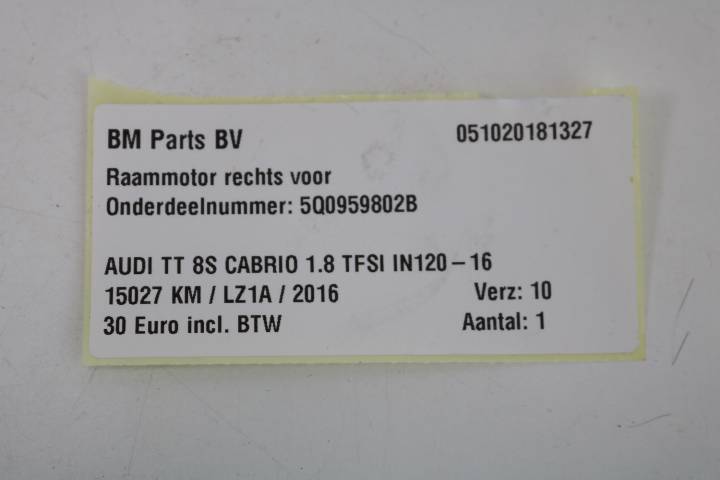 BM Parts BV 051020181327
Raammotor rechts voor
Onderdeelnummer: 5Q0959802B
AUDI TT 8S CABRIO 1.8 TFSI IN120-16
15027 KM / LZ1A / 2016 Verz: 10
30 Euro incl. BTW Aantal: 1